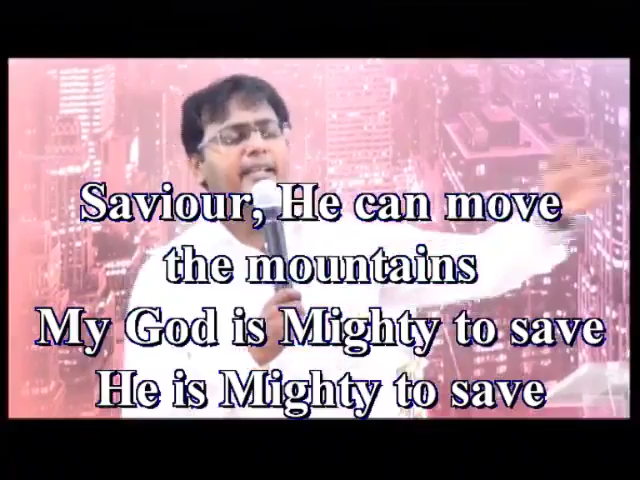 Saviour, He can move
the mountains
My God is Mighty to save
He is Mighty to save